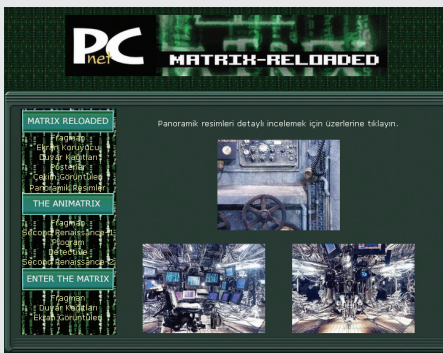 PC
net
MATRIX-RELOADED
MATRIX RELOADED
Fragman
Ekran Koruyucu
Duvar Kağıtları
Posterler
Çekim Görüntüleri
Panoramik Resimler
THE ANIMATRIX
Fragman
Second Renaissance-1
Program
Detective
Second Renaissance-2
ENTER THE MATRIX
Fragman
Duvar Kağıtları
Ekran Görüntüleri
Panoramik resimleri detaylı incelemek için üzerlerine tıklayın.